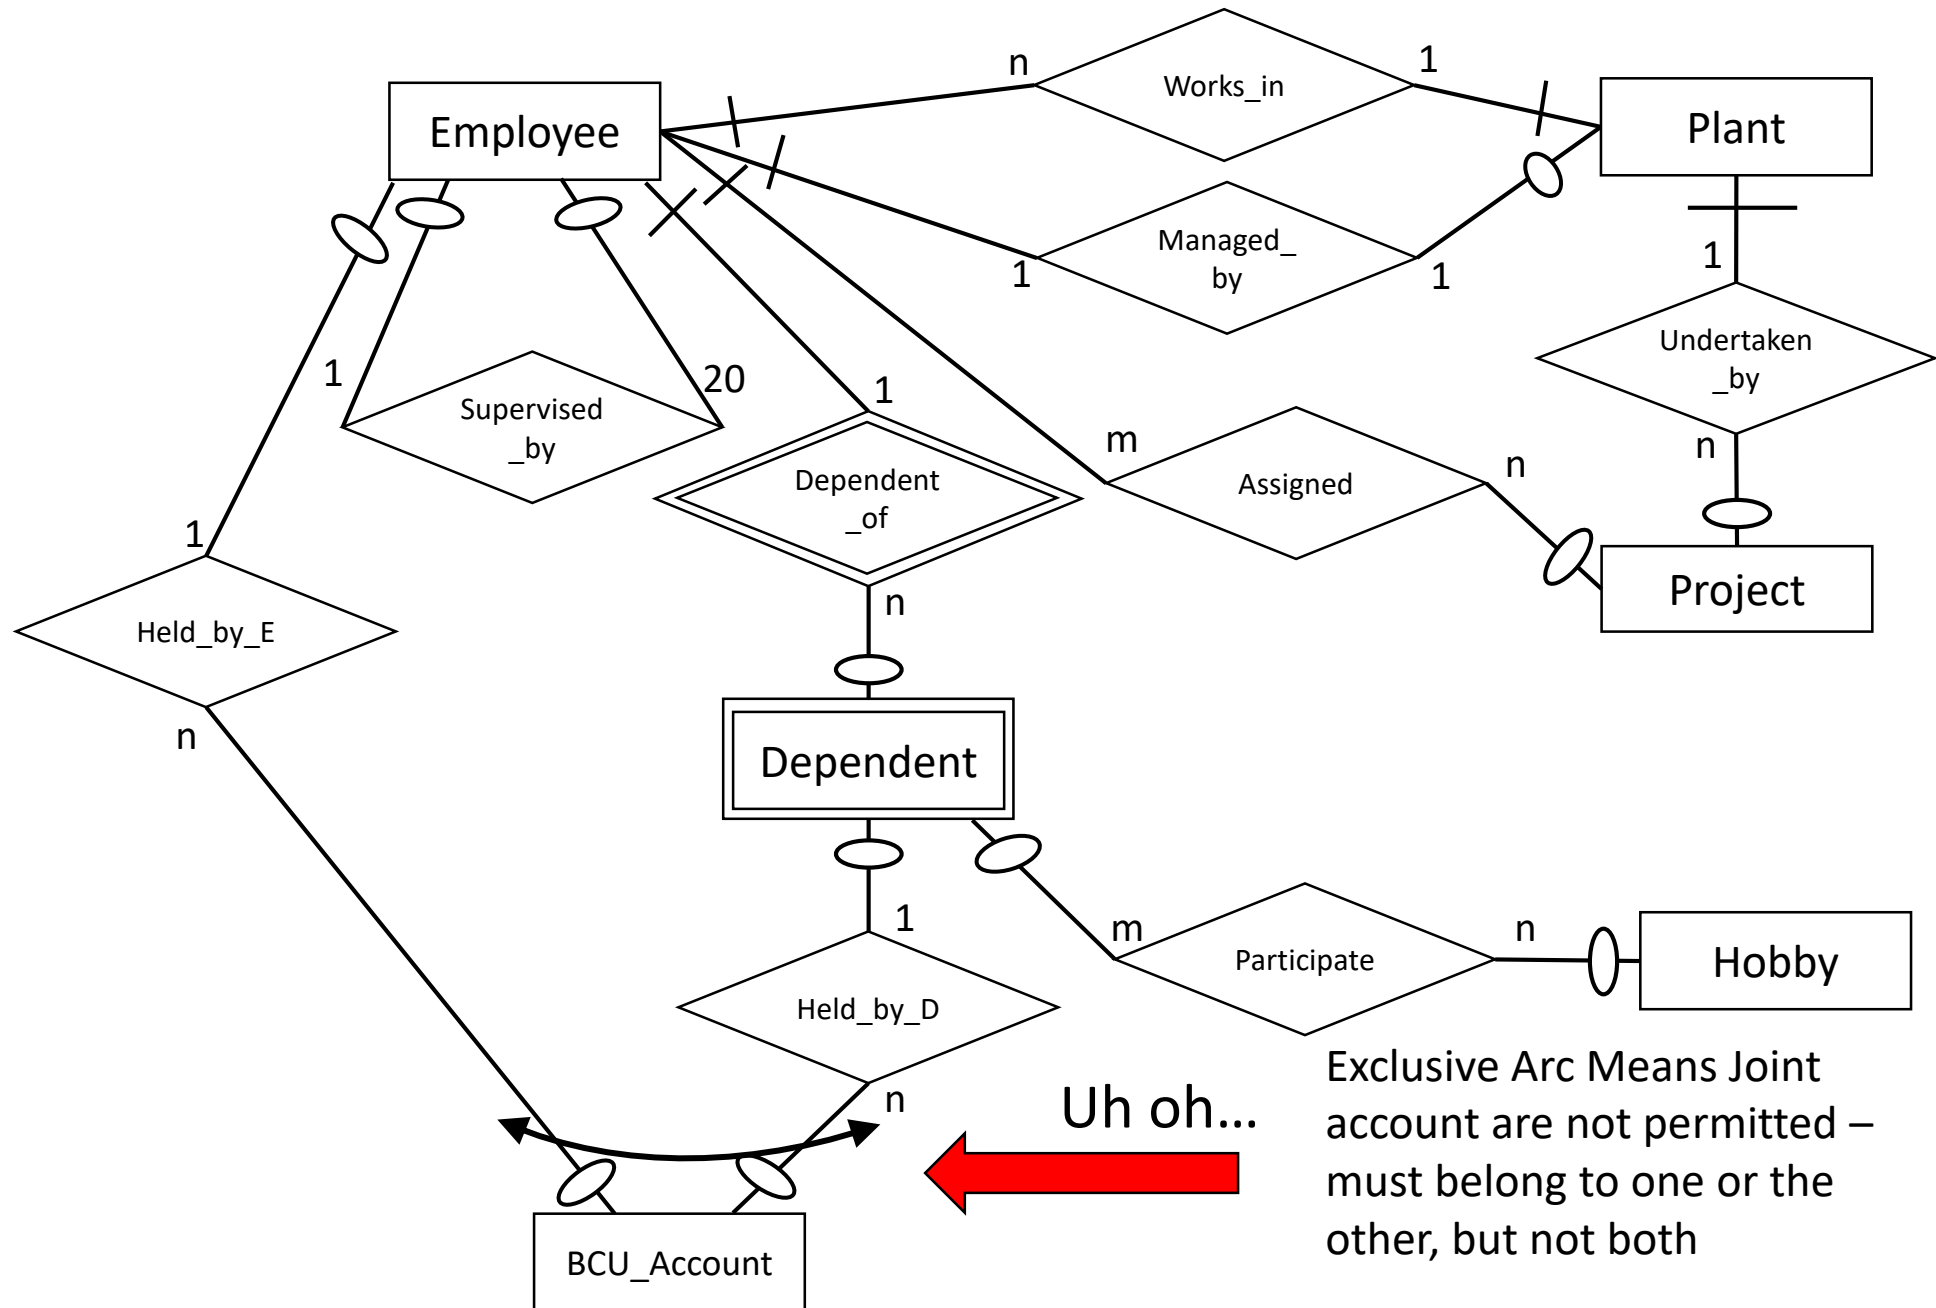 n
Works_in
1
Employee
Plant
Managed_
by
1
1
1
Undertaken
_by
n
1
Supervised
_by
20
1
Dependent
_of
n
m
Assigned
n
Project
1
Held_by_E
n
Dependent
1
Held_by_D
n
m
Participate
n
Hobby
Uh oh...
Exclusive Arc Means Joint
account are not permitted –
must belong to one or the
other, but not both
BCU_Account